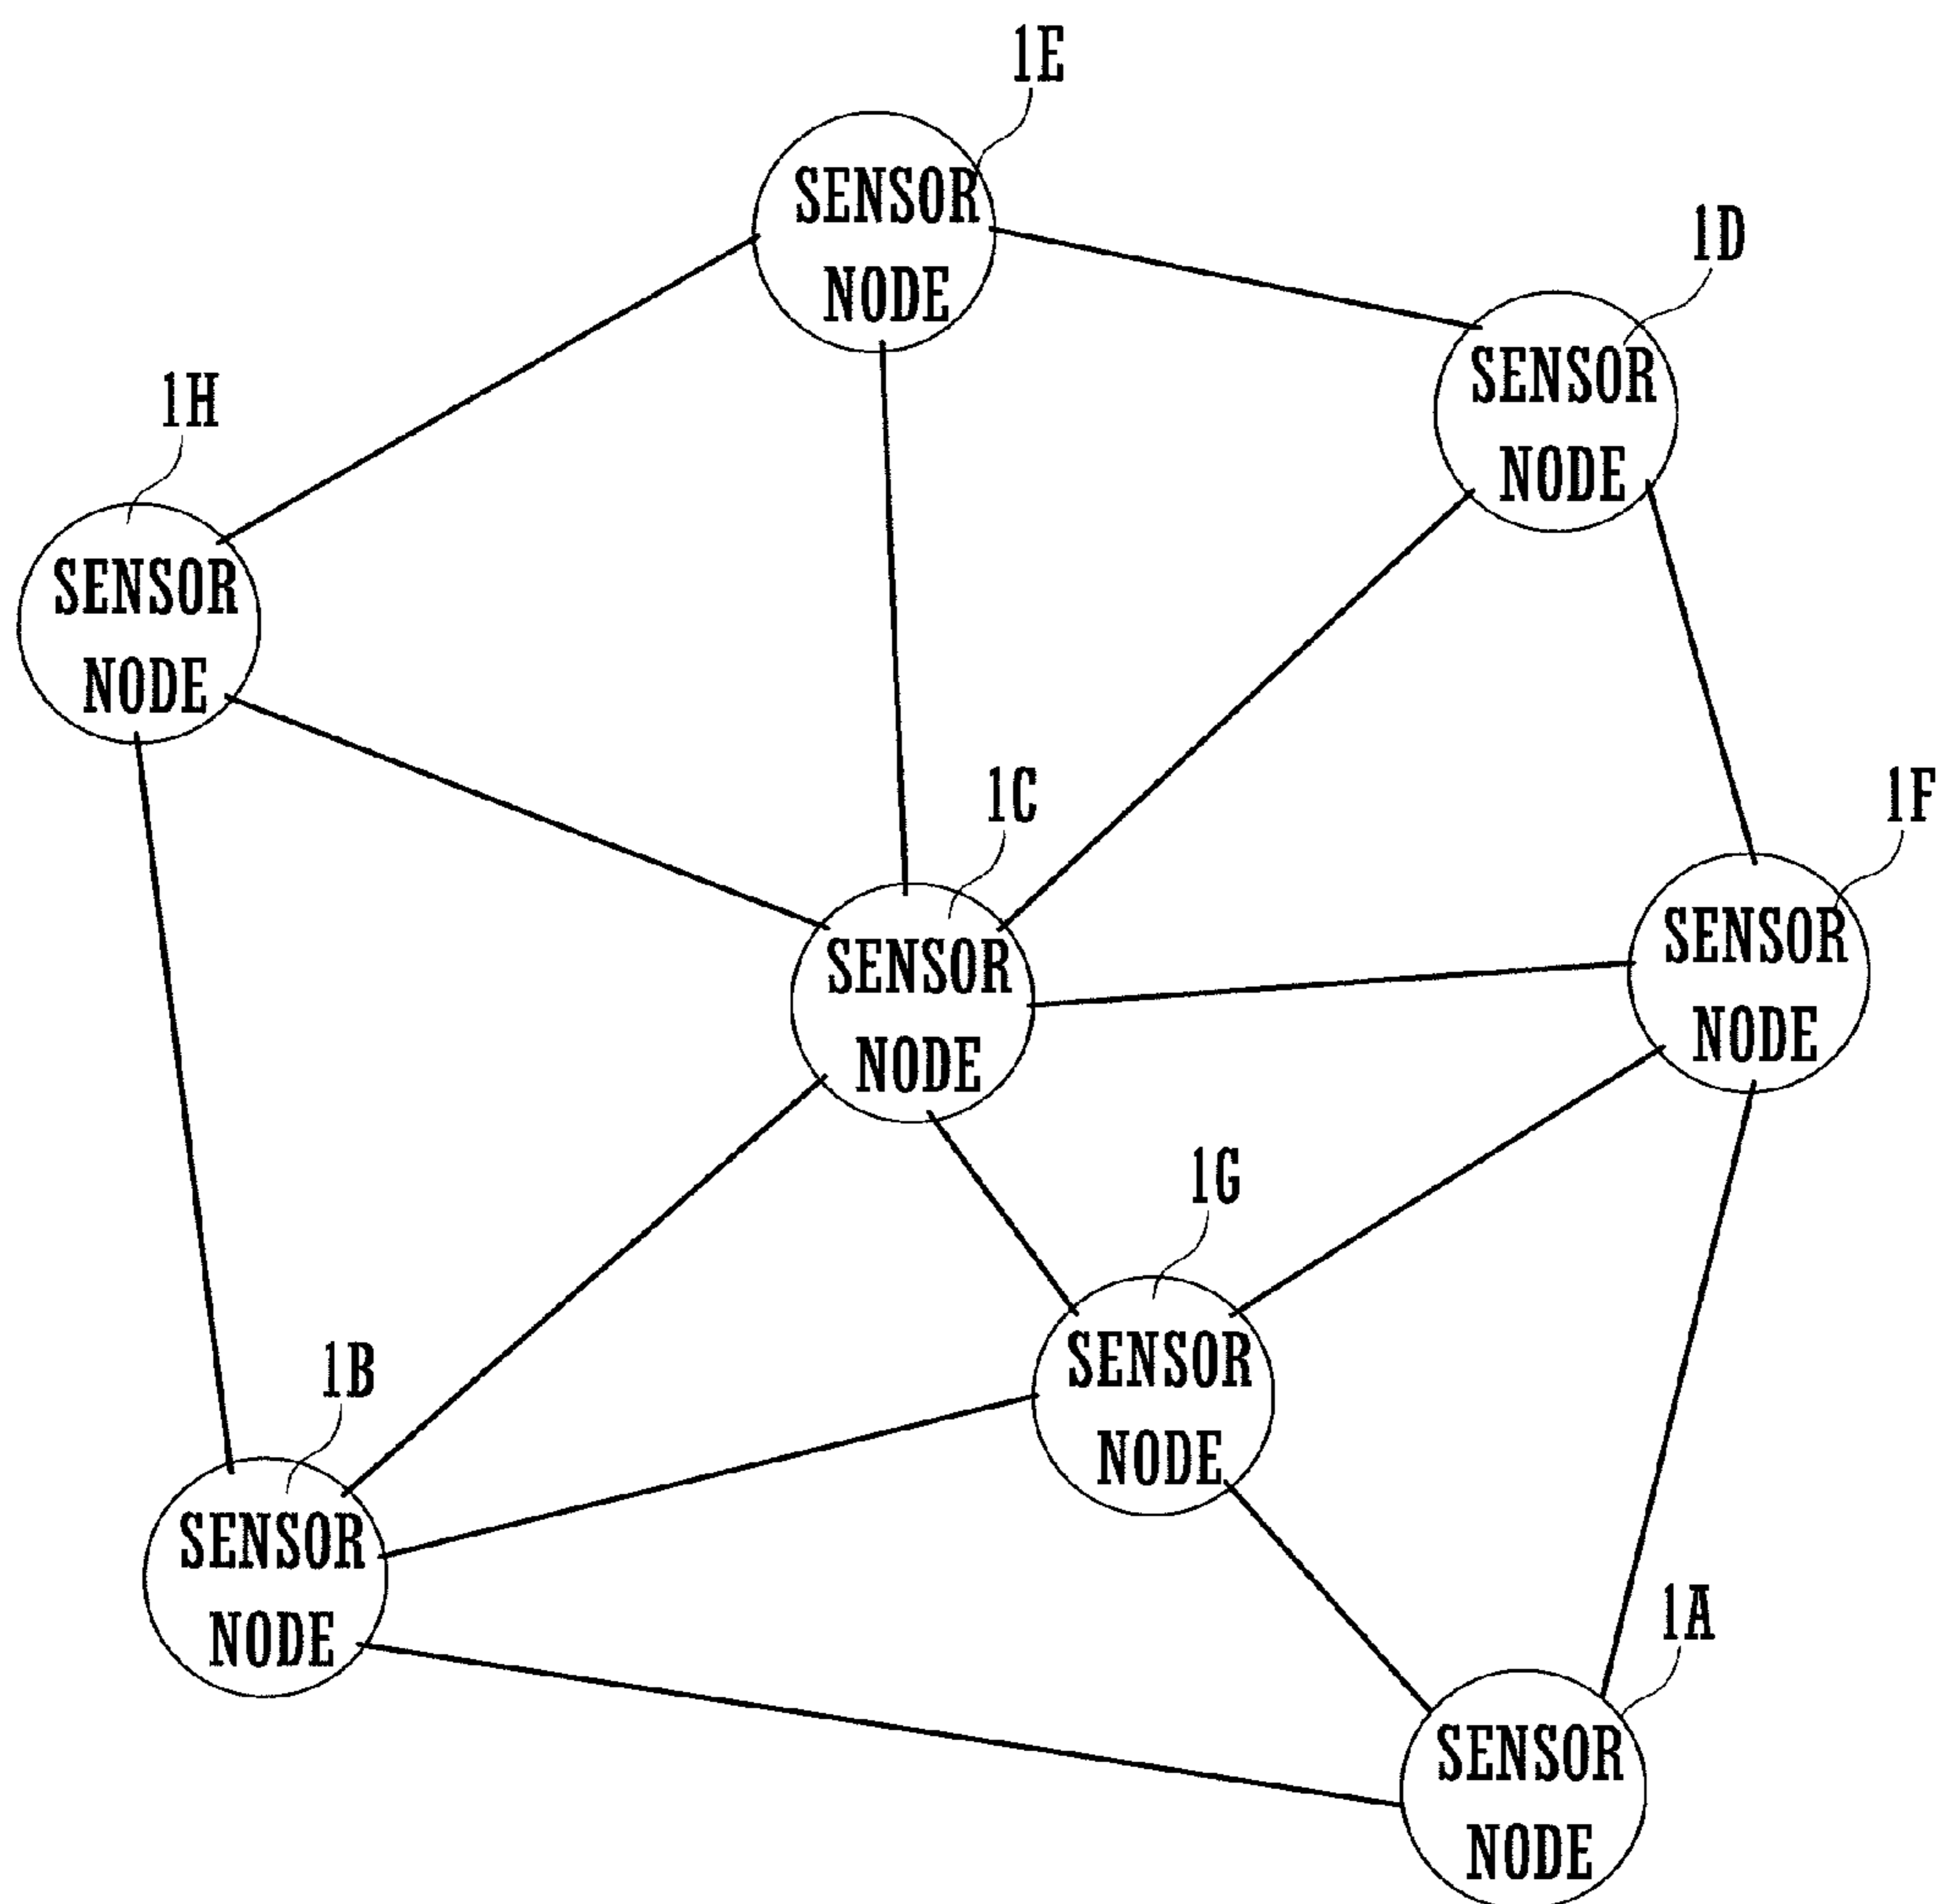 1E
SENSOR
NODE
1D
SENSOR
NODE
1H
SENSOR
NODE
1C
SENSOR
NODE
1F
SENSOR
NODE
1G
SENSOR
NODE
1B
SENSOR
NODE
1A
SENSOR
NODE